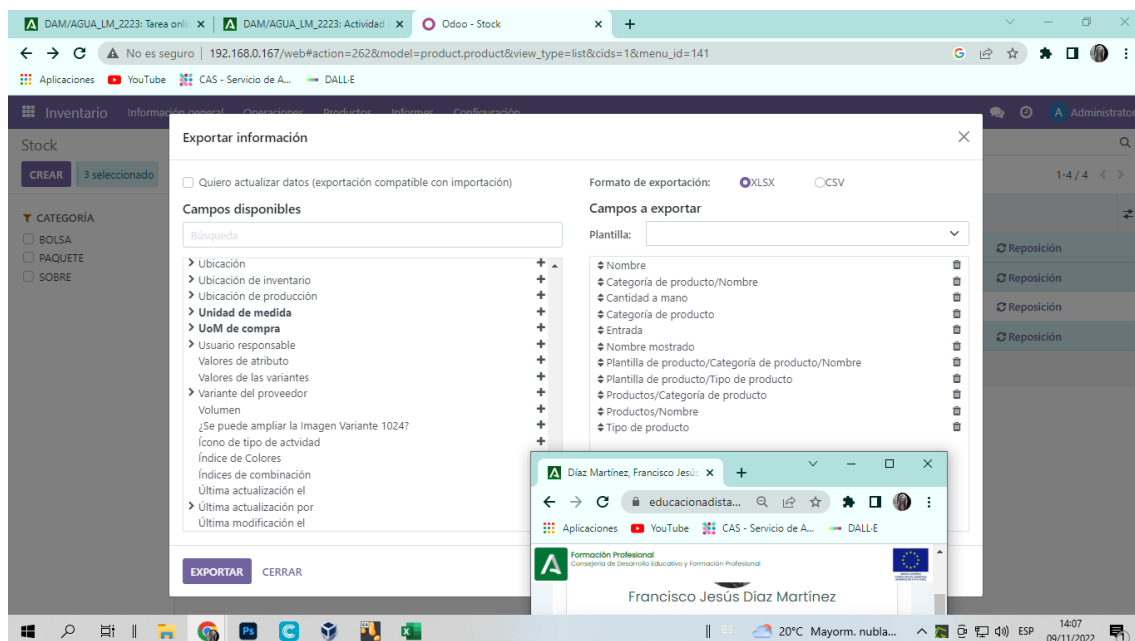 DAM/AGUA_LM_2223: Tarea onli
DAM/AGUA_LM_2223: Actividad
Odoo - Stock
No es seguro | 192.168.0.167/web#action=262&model=product.product&view_type=list&cids=1&menu_id=141
Aplicaciones YouTube CAS - Servicio de A... DALL·E
Inventario Información general Operaciones Productos Informes Configuración A Administrator
Stock
CREAR 3 seleccionado 1-4 / 4
CATEGORÍA
BOLSA
PAQUETE
SOBRE
Exportar información
Quiero actualizar datos (exportación compatible con importación)
Formato de exportación: XLSX CSV
Campos disponibles
Búsqueda
Ubicación
Ubicación de inventario
Ubicación de producción
Unidad de medida
UoM de compra
Usuario responsable
Valores de atributo
Valores de las variantes
Variante del proveedor
Volumen
¿Se puede ampliar la Imagen Variante 1024?
Ícono de tipo de actvidad
Índice de Colores
Índices de combinación
Última actualización el
Última actualización por
Última modificación el
Campos a exportar
Plantilla:
Nombre
Categoría de producto/Nombre
Cantidad a mano
Categoría de producto
Entrada
Nombre mostrado
Plantilla de producto/Categoría de producto/Nombre
Plantilla de producto/Tipo de producto
Productos/Categoría de producto
Productos/Nombre
Tipo de producto
Reposición
Reposición
Reposición
Reposición
EXPORTAR CERRAR
Díaz Martínez, Francisco Jesús
educacionadista...
Aplicaciones YouTube CAS - Servicio de A... DALL·E
Formación Profesional
Consejería de Desarrollo Educativo y Formación Profesional
Francisco Jesús Díaz Martínez
20°C Mayorm. nubla... ESP 14:07
09/11/2022